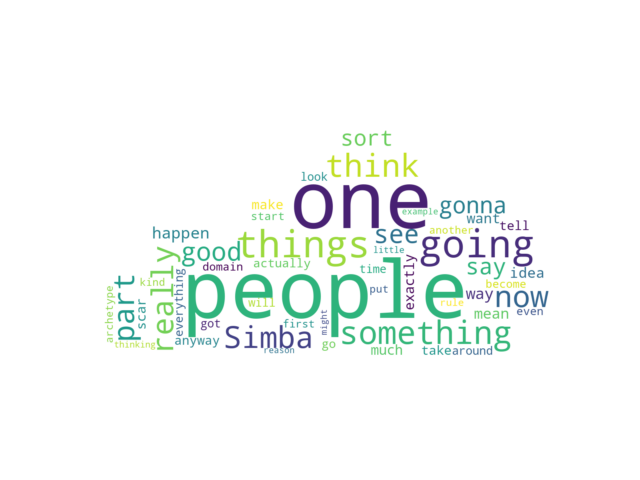 sort
think
look
one
make
example
gonna
start
want
another
tell
happen
things
see
going
good
little
actually
domain
say
idea
time
kind
really
everything
people
exactly
put
way
become
now
part
scar
archetype
will
rule
even
got
first
might
mean
Simba
something
thinking
anyway
reason
go
much
take
around